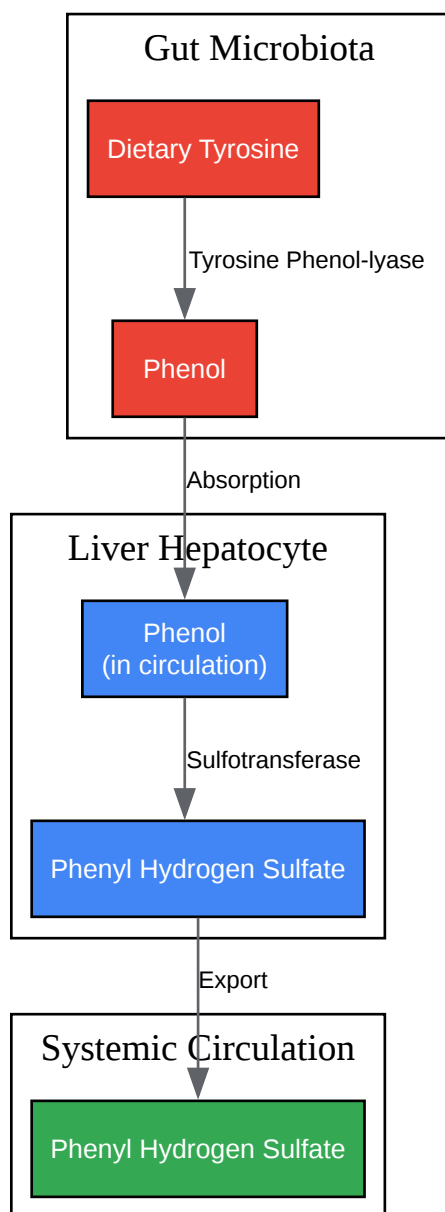 Gut Microbiota
Dietary Tyrosine
Tyrosine Phenol-lyase
Phenol
Absorption
Liver Hepatocyte
Phenol
(in circulation)
Sulfotransferase
Phenyl Hydrogen Sulfate
Export
Systemic Circulation
Phenyl Hydrogen Sulfate